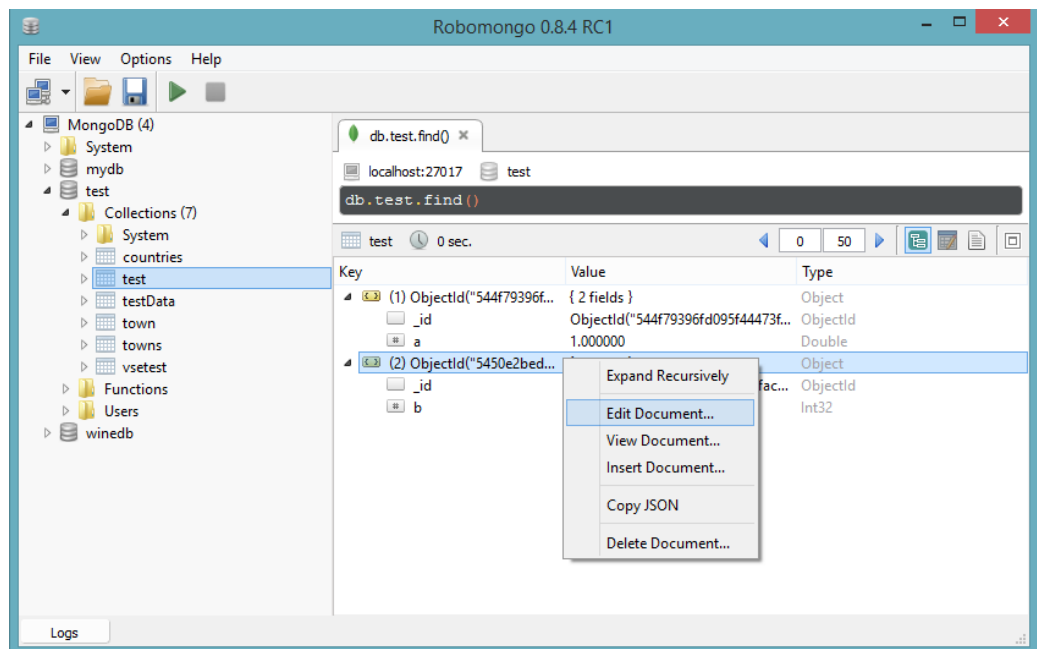 Robomongo 0.8.4 RC1
File View Options Help
MongoDB (4)
System
mydb
test
Collections (7)
System
countries
test
testData
town
towns
vsetest
Functions
Users
winedb
db.test.find()
localhost:27017 test
db.test.find()
test 0 sec. 0 50
Key Value Type
(1) ObjectId("544f79396f... { 2 fields } Object
_id ObjectId("544f79396fd095f44473f... ObjectId
# a 1.000000 Double
(2) ObjectId("5450e2bed... Object
_id fac... ObjectId
# b Int32
Expand Recursively
Edit Document...
View Document...
Insert Document...
Copy JSON
Delete Document...
Logs